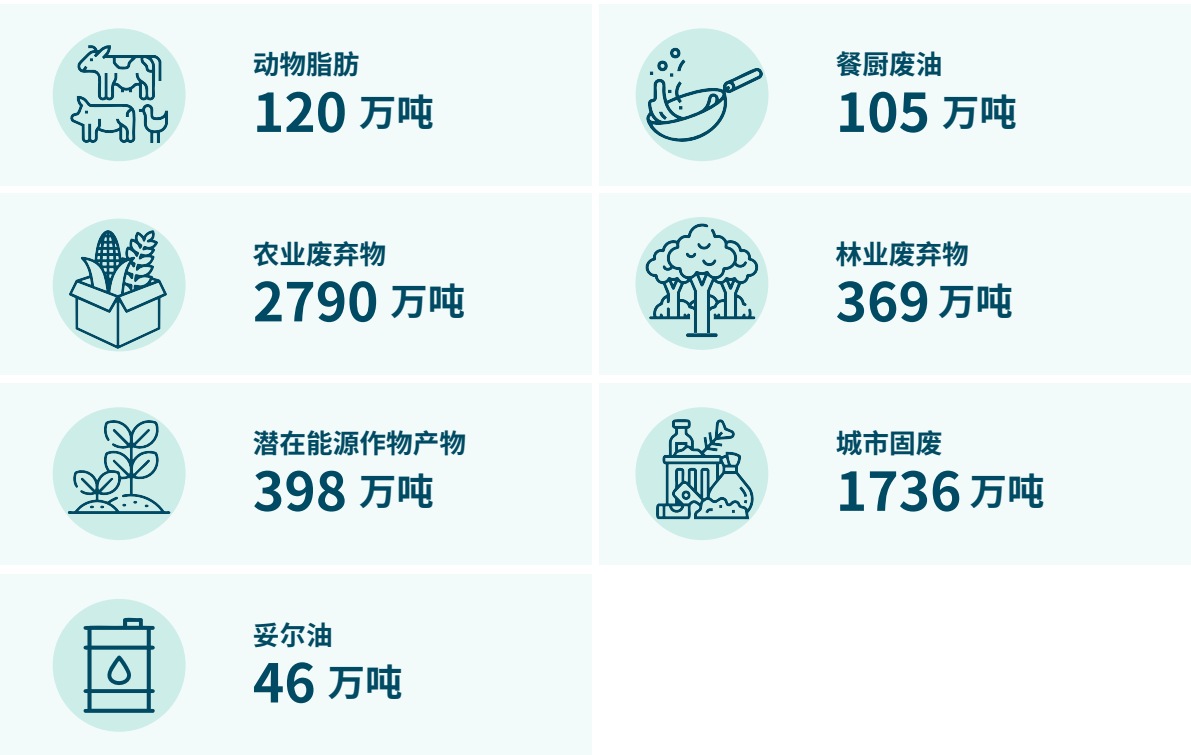 动物脂肪
120 万吨
餐厨废油
105 万吨
农业废弃物
2790 万吨
林业废弃物
369 万吨
潜在能源作物产物
398 万吨
城市固废
1736 万吨
妥尔油
46 万吨